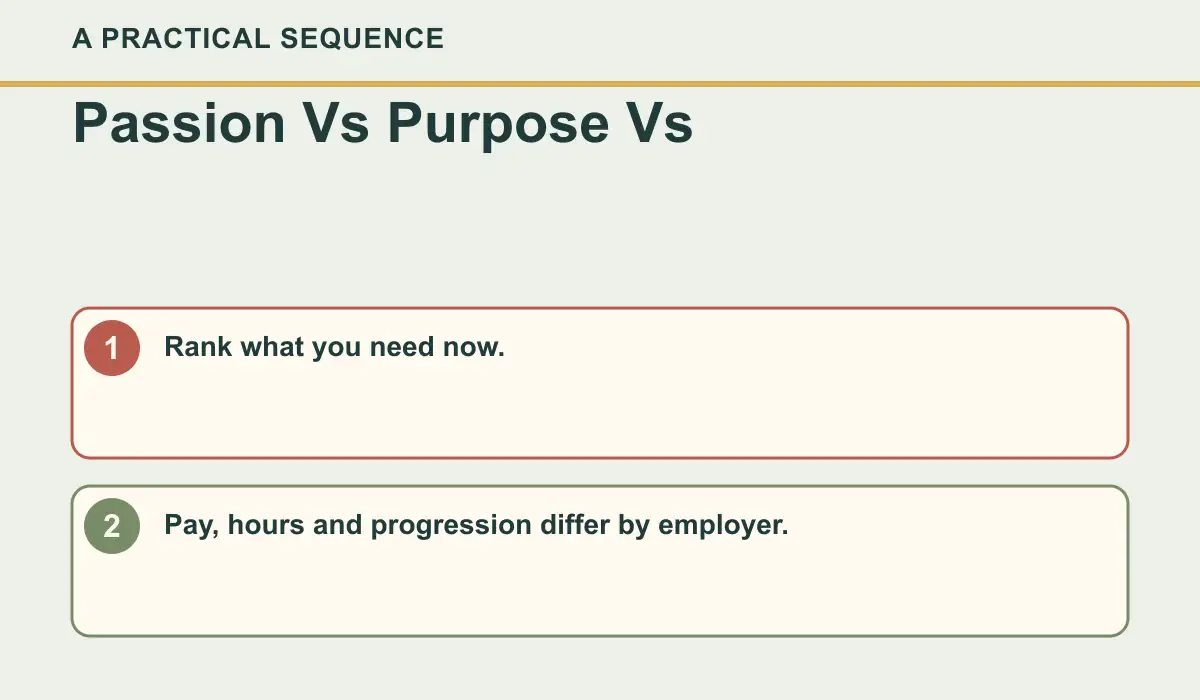 A PRACTICAL SEQUENCE
Passion Vs Purpose Vs
1 Rank what you need now.
2 Pay, hours and progression differ by employer.